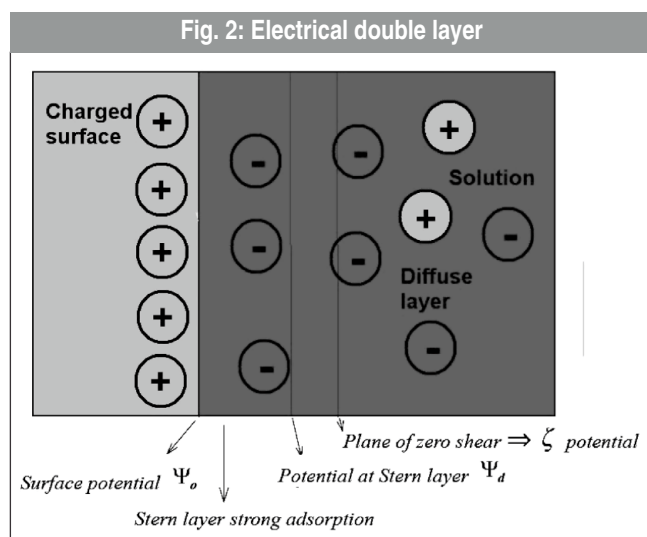 Fig. 2: Electrical double layer
Charged
surface
+
+
+
+
+
-
-
-
-
-
+
+
Solution
-
Diffuse
layer
-
Plane of zero shear ⇒ ζ potential
Surface potential Ψo
Potential at Stern layer Ψd
Stern layer strong adsorption